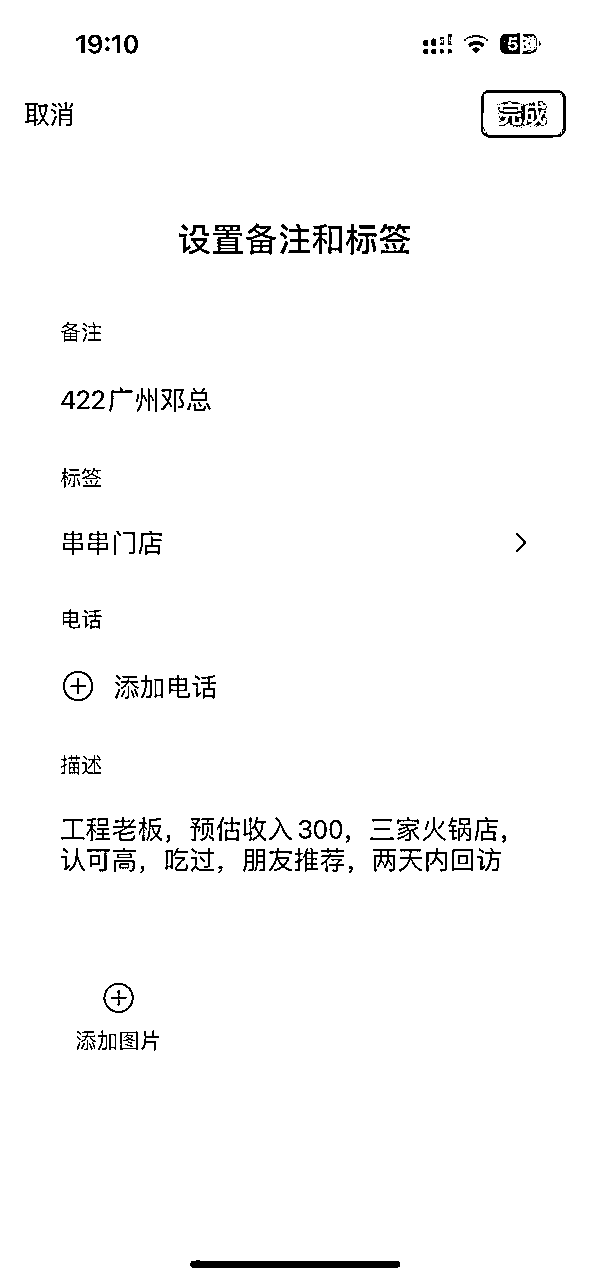 19:10
取消
完成
设置备注和标签
备注
422广州邓总
标签
串串门店
电话
添加电话
描述
工程老板，预估收入300，三家火锅店，
认可高，吃过，朋友推荐，两天内回访
添加图片